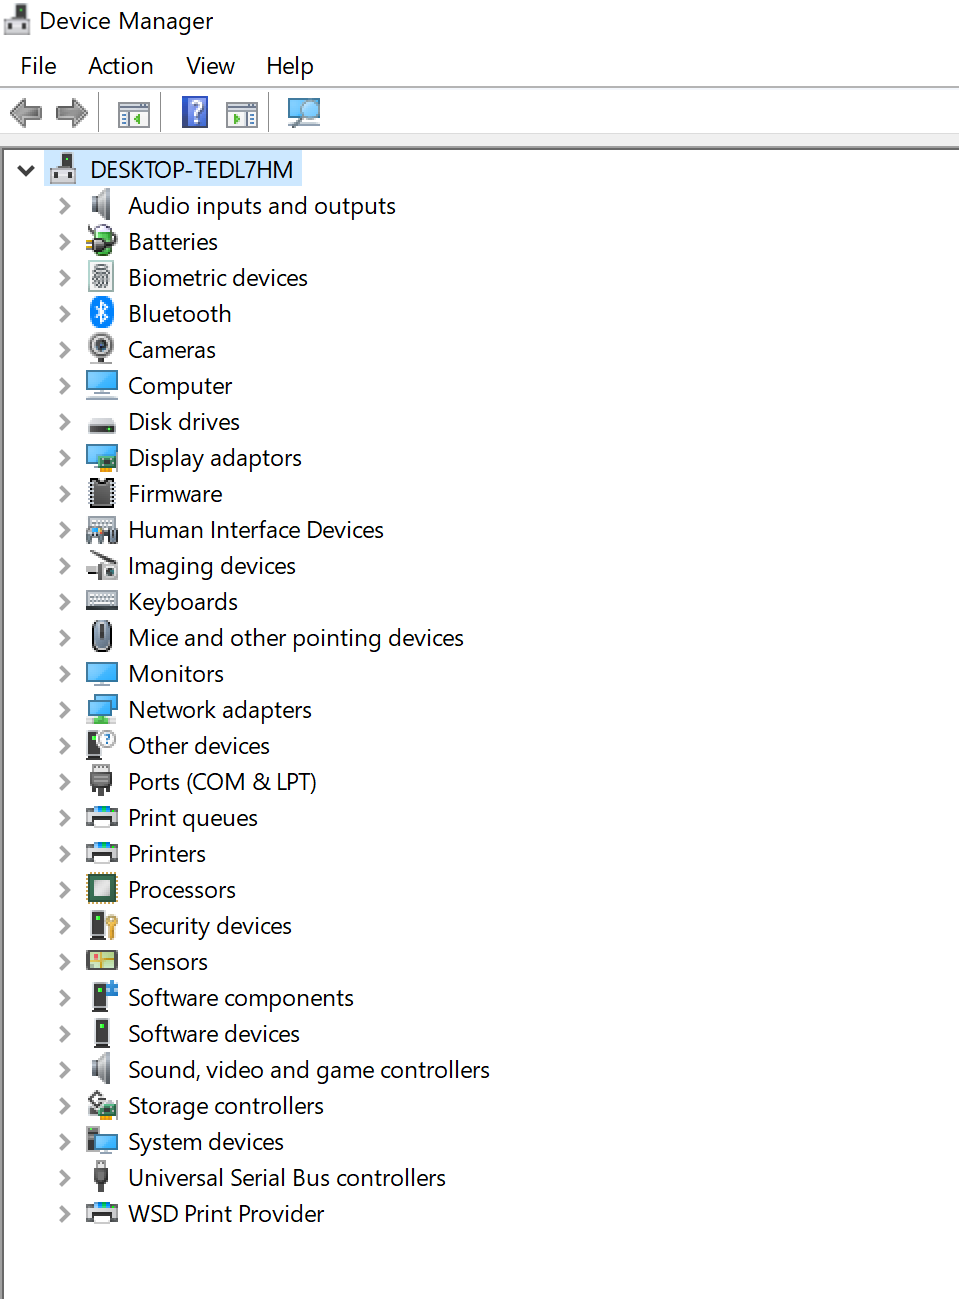 Device Manager
File Action View Help
DESKTOP-TEDL7HM
Audio inputs and outputs
Batteries
Biometric devices
Bluetooth
Cameras
Computer
Disk drives
Display adaptors
Firmware
Human Interface Devices
Imaging devices
Keyboards
Mice and other pointing devices
Monitors
Network adapters
Other devices
Ports (COM & LPT)
Print queues
Printers
Processors
Security devices
Sensors
Software components
Software devices
Sound, video and game controllers
Storage controllers
System devices
Universal Serial Bus controllers
WSD Print Provider